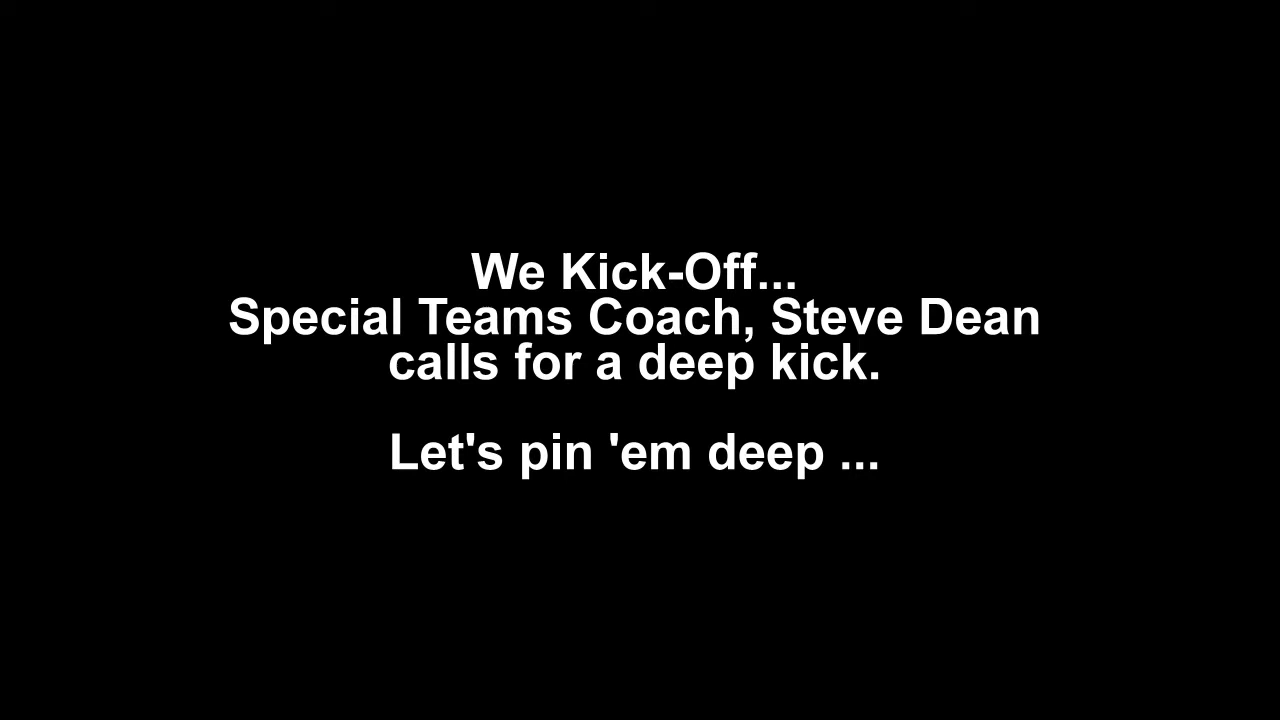 We Kick-Off...
Special Teams Coach, Steve Dean
calls for a deep kick.
Let's pin 'em deep ...